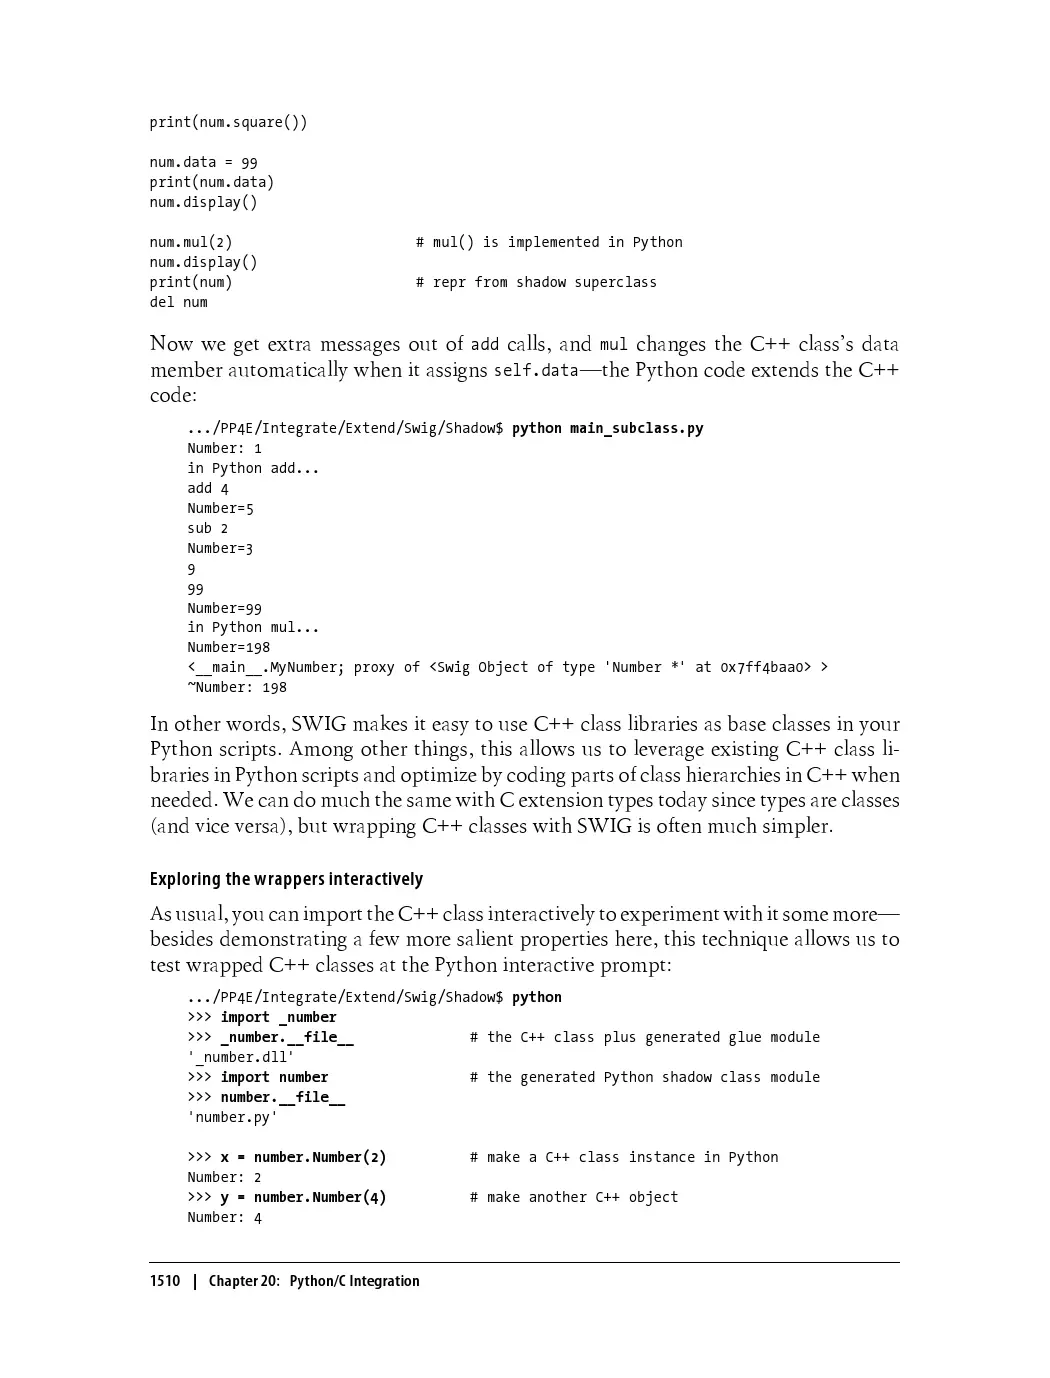 print(num.square())
num.data = 99
print(num.data)
num.display()
num.mul(2) # mul() is implemented in Python
num.display()
print(num) # repr from shadow superclass
del num
Now we get extra messages out of add calls, and mul changes the C++ class's data
member automatically when it assigns self.data—the Python code extends the C++
code:
.../PP4E/Integrate/Extend/Swig/Shadow$ python main_subclass.py
Number: 1
in Python add...
add 4
Number=5
sub 2
Number=3
9
99
Number=99
in Python mul...
Number=198
<__main__.MyNumber; proxy of <Swig Object of type 'Number *' at 0x7ff4baa0> >
~Number: 198
In other words, SWIG makes it easy to use C++ class libraries as base classes in your
Python scripts. Among other things, this allows us to leverage existing C++ class li-
braries in Python scripts and optimize by coding parts of class hierarchies in C++ when
needed. We can do much the same with C extension types today since types are classes
(and vice versa), but wrapping C++ classes with SWIG is often much simpler.
Exploring the wrappers interactively
As usual, you can import the C++ class interactively to experiment with it some more—
besides demonstrating a few more salient properties here, this technique allows us to
test wrapped C++ classes at the Python interactive prompt:
.../PP4E/Integrate/Extend/Swig/Shadow$ python
>>> import _number
>>> _number.__file__ # the C++ class plus generated glue module
'_number.dll'
>>> import number # the generated Python shadow class module
>>> number.__file__
'number.py'
>>> x = number.Number(2) # make a C++ class instance in Python
Number: 2
>>> y = number.Number(4) # make another C++ object
Number: 4
1510 | Chapter 20: Python/C Integration